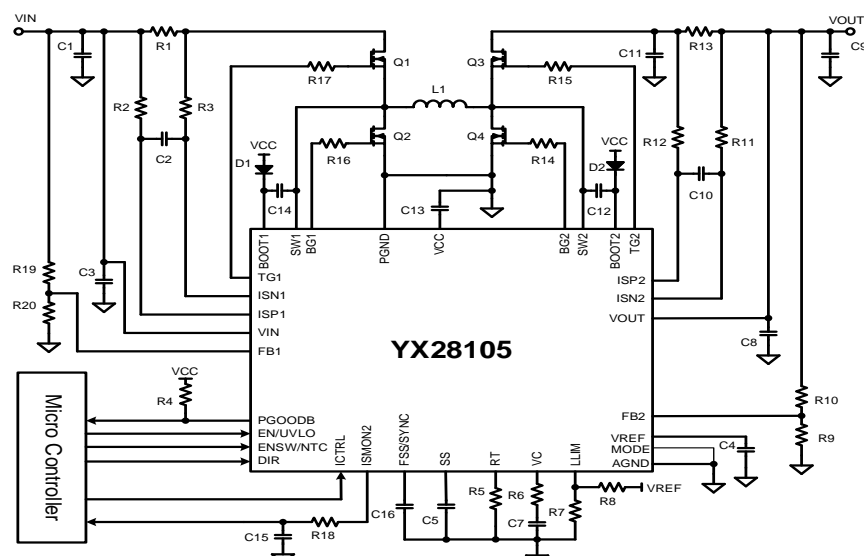 VIN
VOUT
C1
R1
C11
R13
C9
Q1
Q3
R17
R15
L1
R2
R3
C2
VCC
D1
R16
Q2
Q4
R14
VCC
D2
R12
R11
C10
C14
C13
C12
BOOT1
SW1
BG1
PGND
VCC
BG2
SW2
BOOT2
TG2
R19
R20
C3
TG1
ISN1
ISP1
VIN
FB1
ISP2
ISN2
VOUT
C8
YX28105
VCC
R4
Micro Controller
PGOODB
EN/UVLO
ENSW/NTC
DIR
ICTRL
ISMON2
FSS/SYNC
SS
RT
VC
LLIM
FB2
VREF
MODE
AGND
R10
R9
C4
C15
R18
C16
C5
R5
R6
C7
R7
R8
VREF